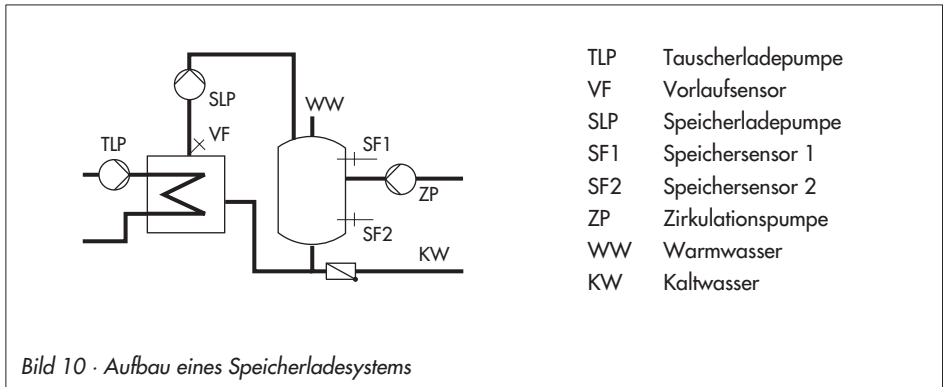 SLP
WW
VF
TLP
SF1
ZP
SF2
KW
TLP Tauscherladepumpe
VF Vorlaufsensor
SLP Speicherladepumpe
SF1 Speichersensor 1
SF2 Speichersensor 2
ZP Zirkulationspumpe
WW Warmwasser
KW Kaltwasser
Bild 10 · Aufbau eines Speicherladesystems